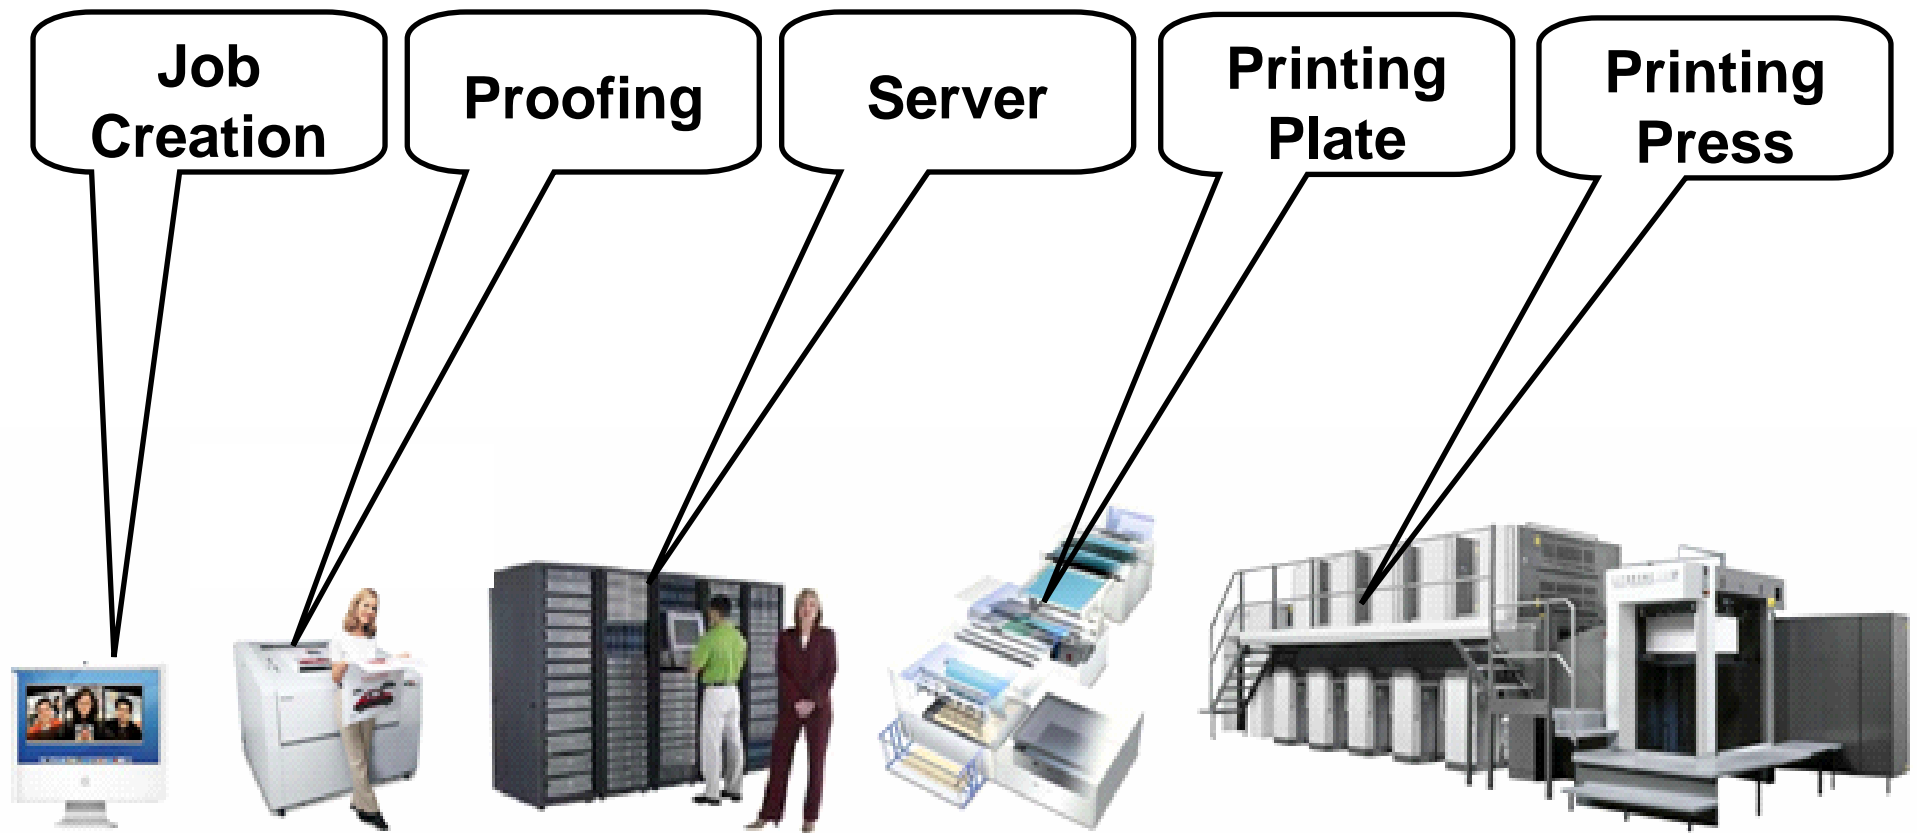 Job
Creation
Proofing
Server
Printing
Plate
Printing
Press